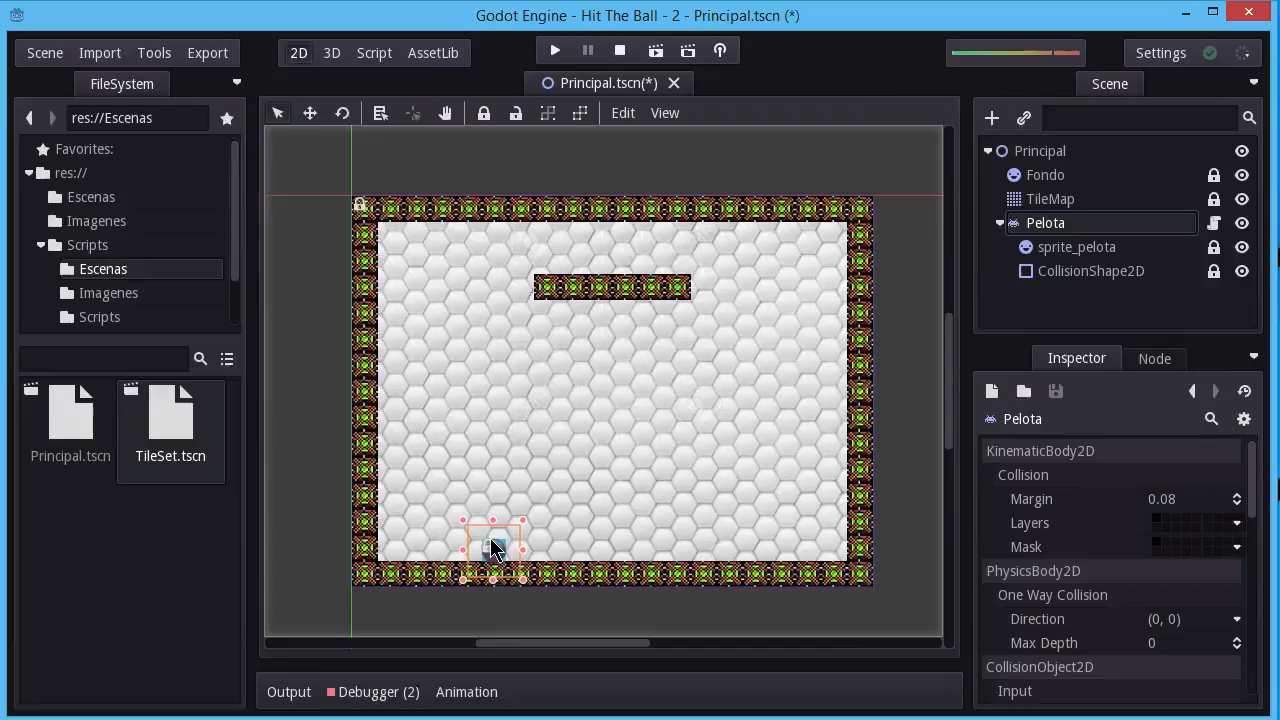 Godot Engine - Hit The Ball - 2 - Principal.tscn (*)
Scene Import Tools Export
2D 3D Script AssetLib
Settings
FileSystem
Principal.tscn(*)
Scene
res://Escenas
Edit View
Favorites:
res://
Escenas
Imagenes
Scripts
Escenas
Imagenes
Scripts
Principal.tscn
TileSet.tscn
Principal
Fondo
TileMap
Pelota
sprite_pelota
CollisionShape2D
Inspector Node
Pelota
KinematicBody2D
Collision
Margin 0.08
Layers
Mask
PhysicsBody2D
One Way Collision
Direction (0, 0)
Max Depth 0
CollisionObject2D
Input
Output Debugger (2) Animation